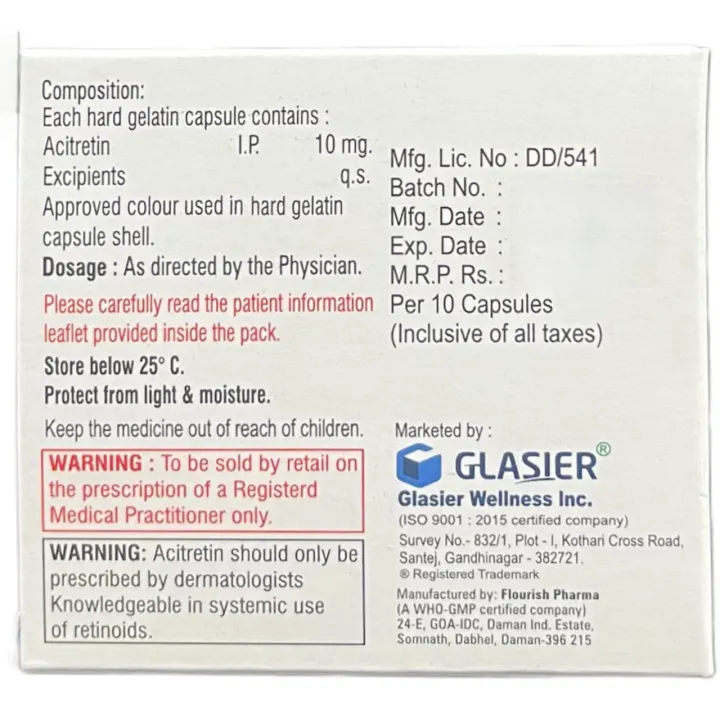 Composition:
Each hard gelatin capsule contains :
Acitretin I.P. 10 mg.
Excipients q.s.
Approved colour used in hard gelatin
capsule shell.
Dosage : As directed by the Physician.
Please carefully read the patient information
leaflet provided inside the pack.
Store below 25° C.
Protect from light & moisture.
Keep the medicine out of reach of children.
WARNING : To be sold by retail on
the prescription of a Registerd
Medical Practitioner only.
WARNING: Acitretin should only be
prescribed by dermatologists
Knowledgeable in systemic use
of retinoids.
Mfg. Lic. No : DD/541
Batch No. :
Mfg. Date :
Exp. Date :
M.R.P. Rs. :
Per 10 Capsules
(Inclusive of all taxes)
Marketed by :
GLASIER®
Glasier Wellness Inc.
(ISO 9001 : 2015 certified company)
Survey No.- 832/1, Plot - I, Kothari Cross Road,
Santej, Gandhinagar - 382721.
® Registered Trademark
Manufactured by: Flourish Pharma
(A WHO-GMP certified company)
24-E, GOA-IDC, Daman Ind. Estate,
Somnath, Dabhel, Daman-396 215